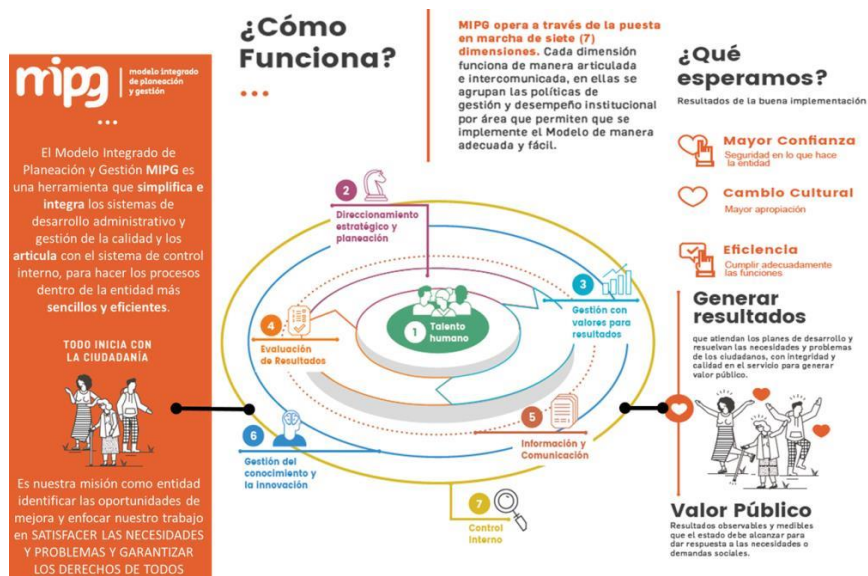 mipg
modelo integrado
de planeación
y gestión
El Modelo Integrado de
Planeación y Gestión MIPG es
una herramienta que simplifica e
integra los sistemas de
desarrollo administrativo y
gestión de la calidad y los
articula con el sistema de control
interno, para hacer los procesos
dentro de la entidad más
sencillos y eficientes.
TODO INICIA CON
LA CIUDADANÍA
Es nuestra misión como entidad
identificar las oportunidades de
mejora y enfocar nuestro trabajo
en SATISFACER LAS NECESIDADES
Y PROBLEMAS Y GARANTIZAR
LOS DERECHOS DE TODOS
¿Cómo
Funciona?
MIPG opera a través de la puesta
en marcha de siete (7)
dimensiones. Cada dimensión
funciona de manera articulada
e intercomunicada, en ellas se
agrupan las políticas de
gestión y desempeño institucional
por área que permiten que se
implemente el Modelo de manera
adecuada y fácil.
2
Direccionamiento
estratégico y
planeación
3
Gestión con
valores para
resultados
1
Talento
humano
4
Evaluación
de Resultados
5
Información y
Comunicación
6
Gestión del
conocimiento y
la innovación
7
Control
Interno
¿Qué
esperamos?
Resultados de la buena implementación
Mayor Confianza
Seguridad en lo que hace
la entidad
Cambio Cultural
Mayor apropiación
Eficiencia
Cumplir adecuadamente
las funciones
Generar
resultados
que atiendan los planes de desarrollo y
resuelvan las necesidades y problemas
de los ciudadanos, con integridad y
calidad en el servicio para generar
valor público.
Valor Público
Resultados observables y medibles
que el estado debe alcanzar para
dar respuesta a las necesidades o
demandas sociales.